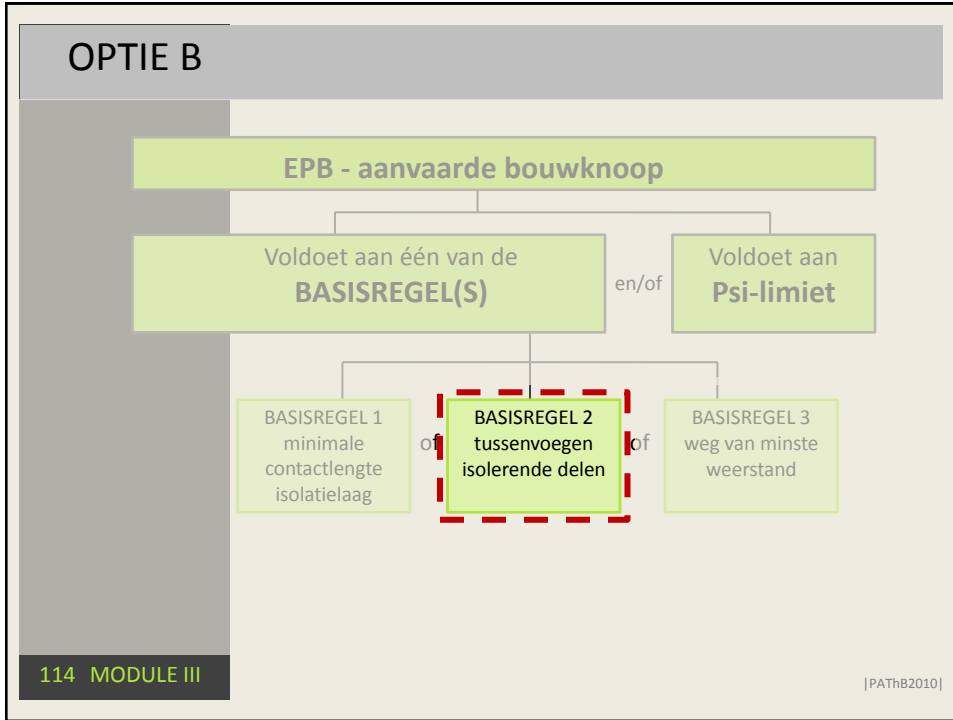 OPTIE B
EPB - aanvaarde bouwknoop
Voldoet aan één van de
BASISREGEL(S)
en/of
Voldoet aan
Psi-limiet
BASISREGEL 1
minimale
contactlengte
isolatielaag
of
BASISREGEL 2
tussenvoegen
isolerende delen
of
BASISREGEL 3
weg van minste
weerstand
114 MODULE III
|PAThB2010|